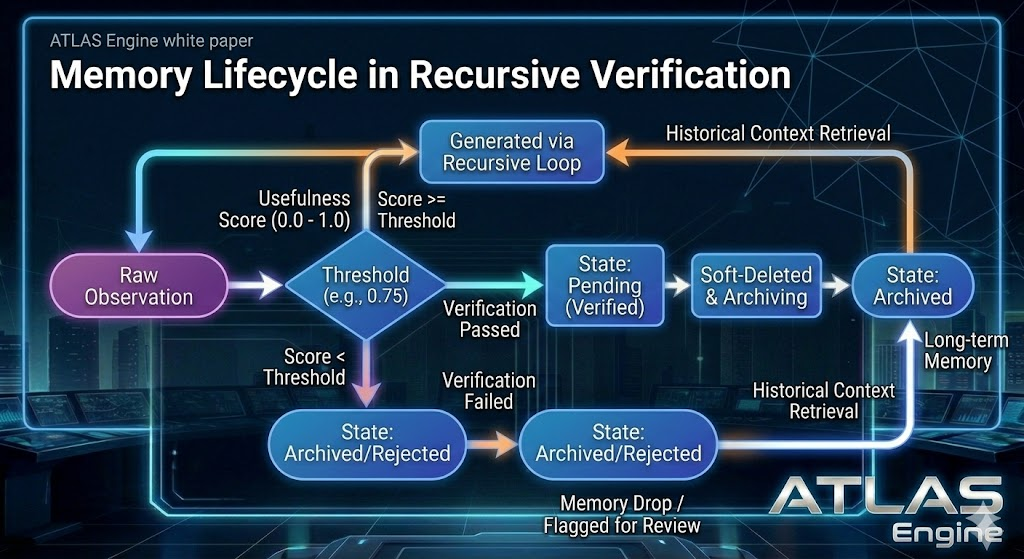 ATLAS Engine white paper
Memory Lifecycle in Recursive Verification
Generated via
Recursive Loop
Historical Context Retrieval
Usefulness
Score (0.0 - 1.0)
Score >=
Threshold
Raw
Observation
Threshold
(e.g., 0.75)
Verification
Passed
State:
Pending
(Verified)
Soft-Deleted
& Archiving
State:
Archived
Score <
Threshold
Verification
Failed
Long-term
Memory
Historical Context
Retrieval
State:
Archived/Rejected
State:
Archived/Rejected
Memory Drop /
Flagged for Review
ATLAS
Engine